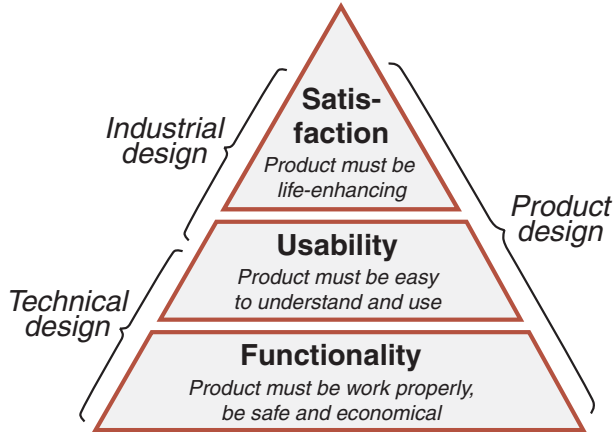 Satis-
faction
Product must be
life-enhancing
Industrial
design
Product
design
Usability
Product must be easy
to understand and use
Technical
design
Functionality
Product must be work properly,
be safe and economical